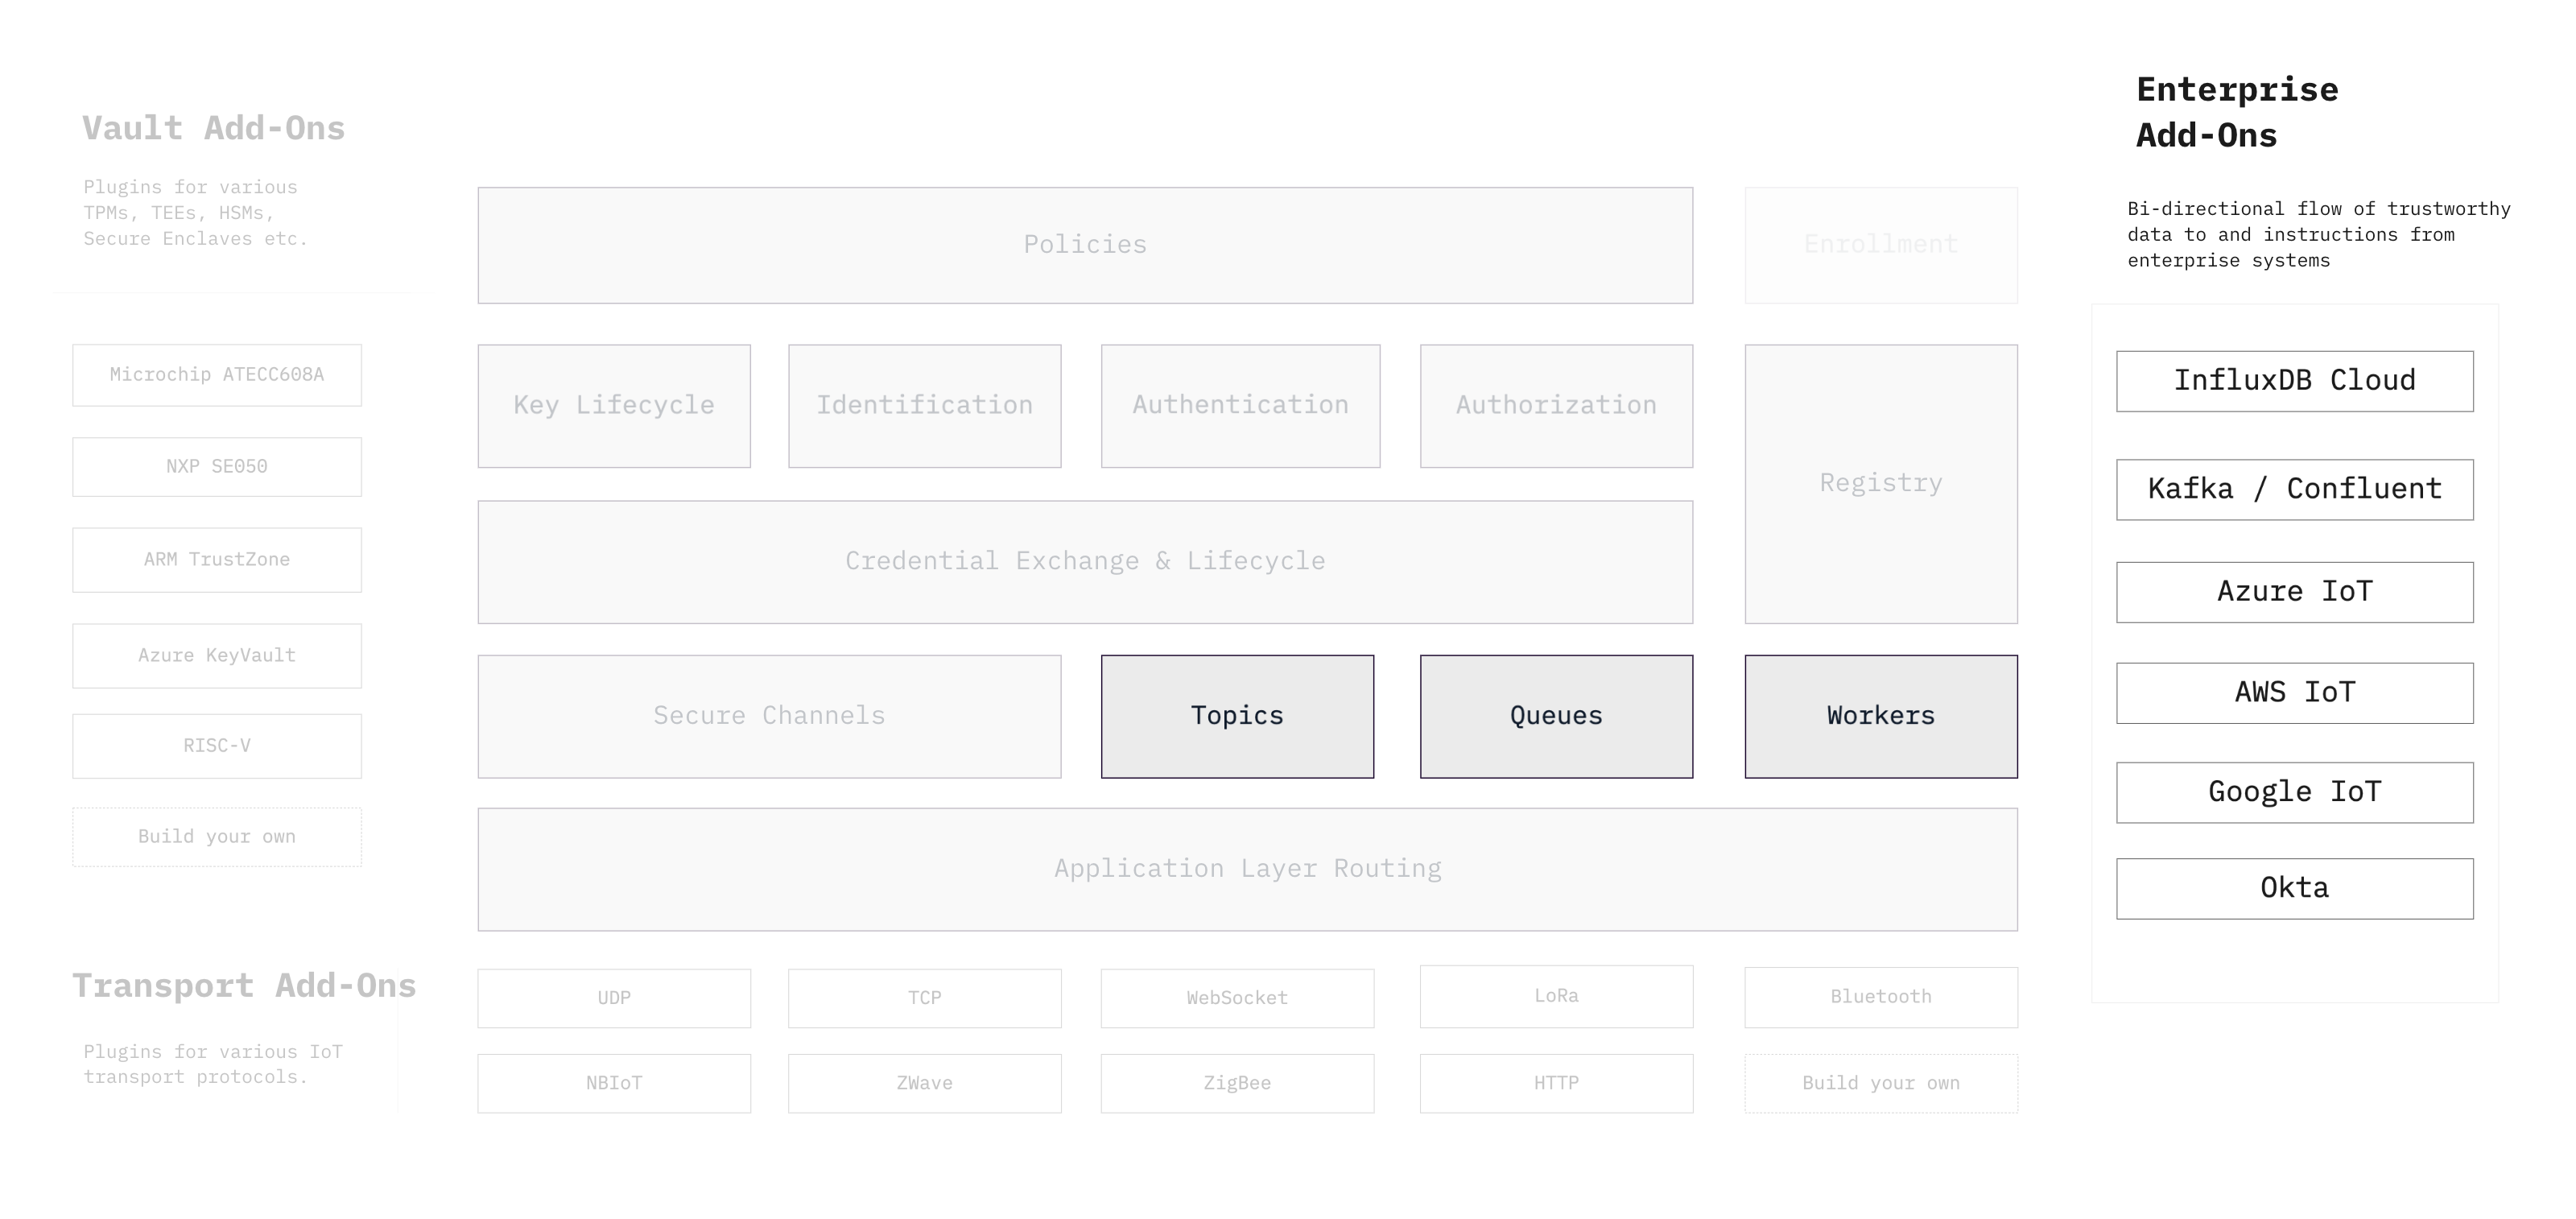 Vault Add-Ons
Plugins for various
TPMs, TEEs, HSMs,
Secure Enclaves etc.
Microchip ATECC608A
NXP SE050
ARM TrustZone
Azure KeyVault
RISC-V
Build your own
Transport Add-Ons
Plugins for various IoT
transport protocols.
Policies
Enrollment
Key Lifecycle
Identification
Authentication
Authorization
Registry
Credential Exchange & Lifecycle
Secure Channels
Topics
Queues
Workers
Application Layer Routing
UDP
TCP
WebSocket
LoRa
Bluetooth
NBIoT
ZWave
ZigBee
HTTP
Build your own
Enterprise
Add-Ons
Bi-directional flow of trustworthy
data to and instructions from
enterprise systems
InfluxDB Cloud
Kafka / Confluent
Azure IoT
AWS IoT
Google IoT
Okta